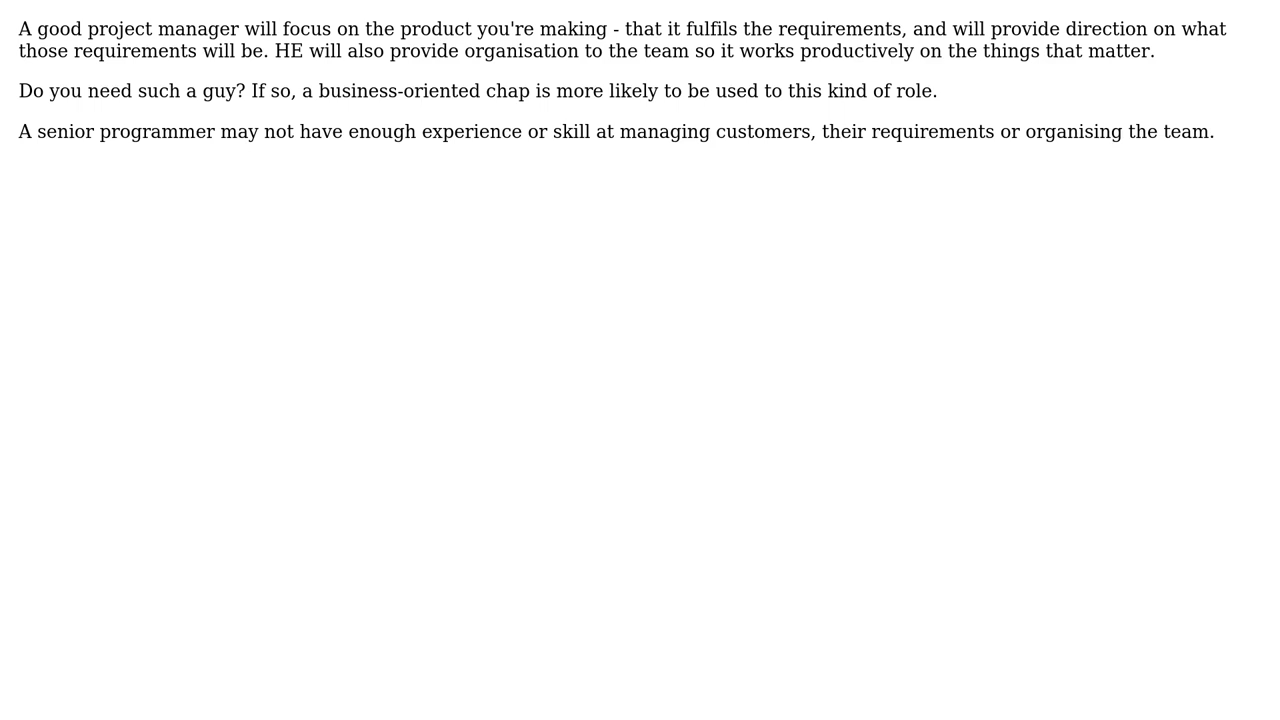 A good project manager will focus on the product you're making - that it fulfils the requirements, and will provide direction on what
those requirements will be. HE will also provide organisation to the team so it works productively on the things that matter.
Do you need such a guy? If so, a business-oriented chap is more likely to be used to this kind of role.
A senior programmer may not have enough experience or skill at managing customers, their requirements or organising the team.